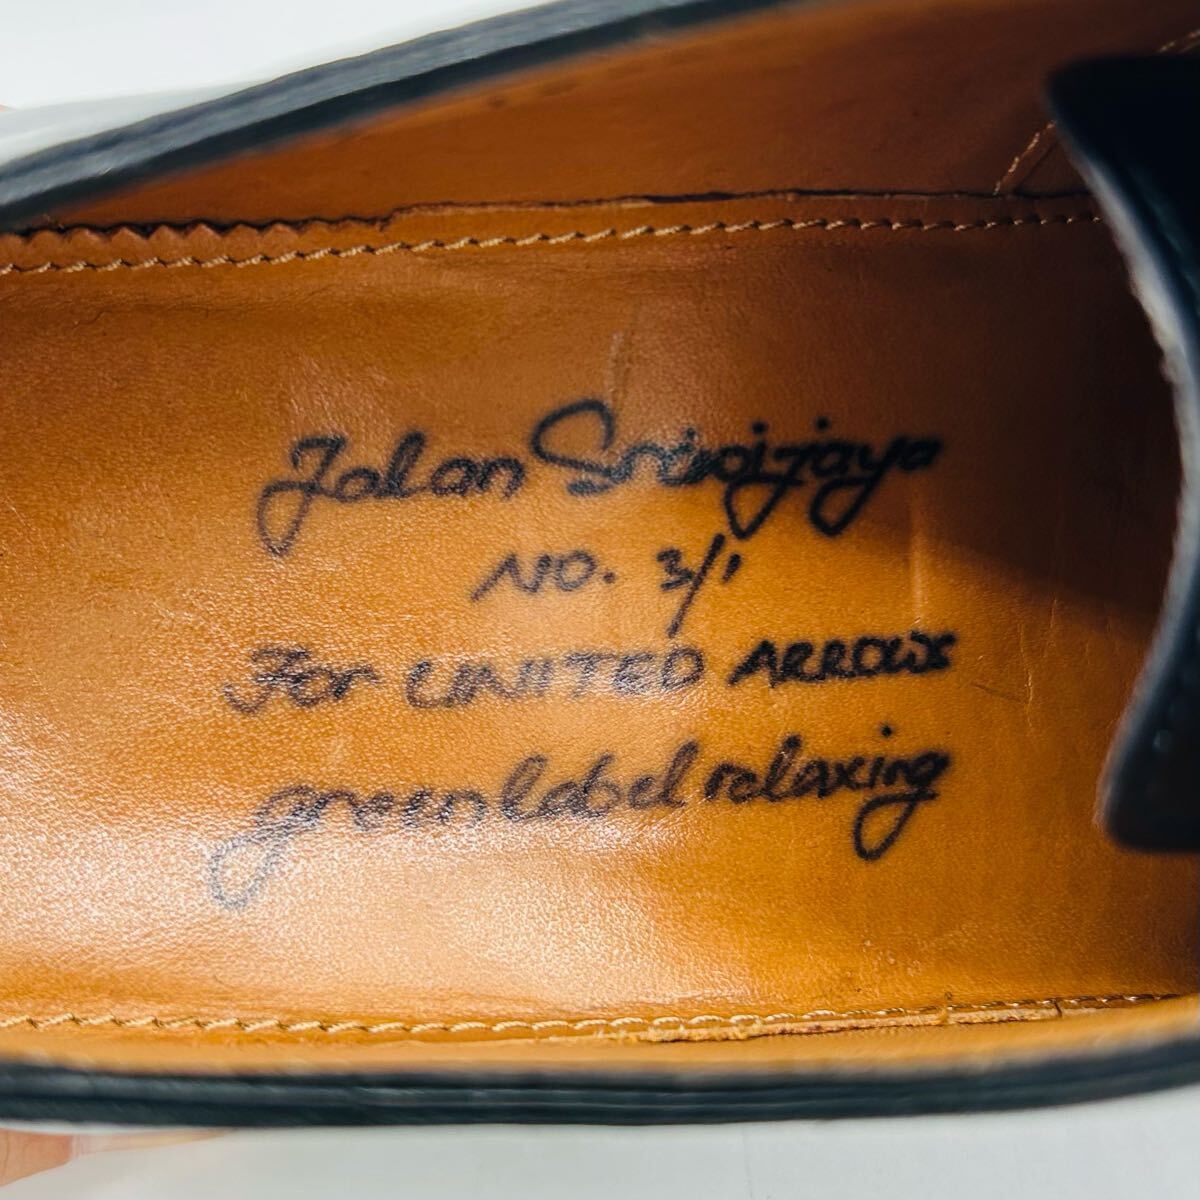 Jalan Sriwijaya
NO. 3/1
For UNITED ARROWS
green label relaxing